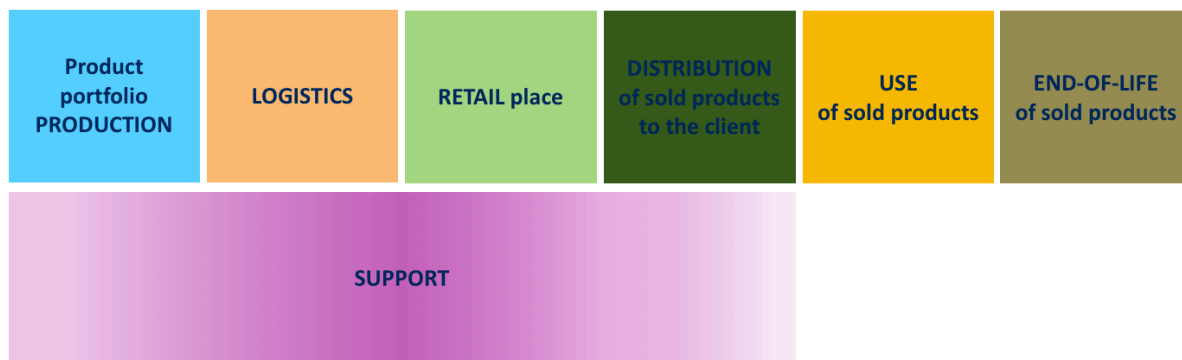 Product
portfolio
PRODUCTION
LOGISTICS
RETAIL place
DISTRIBUTION
of sold products
to the client
USE
of sold products
END-OF-LIFE
of sold products
SUPPORT